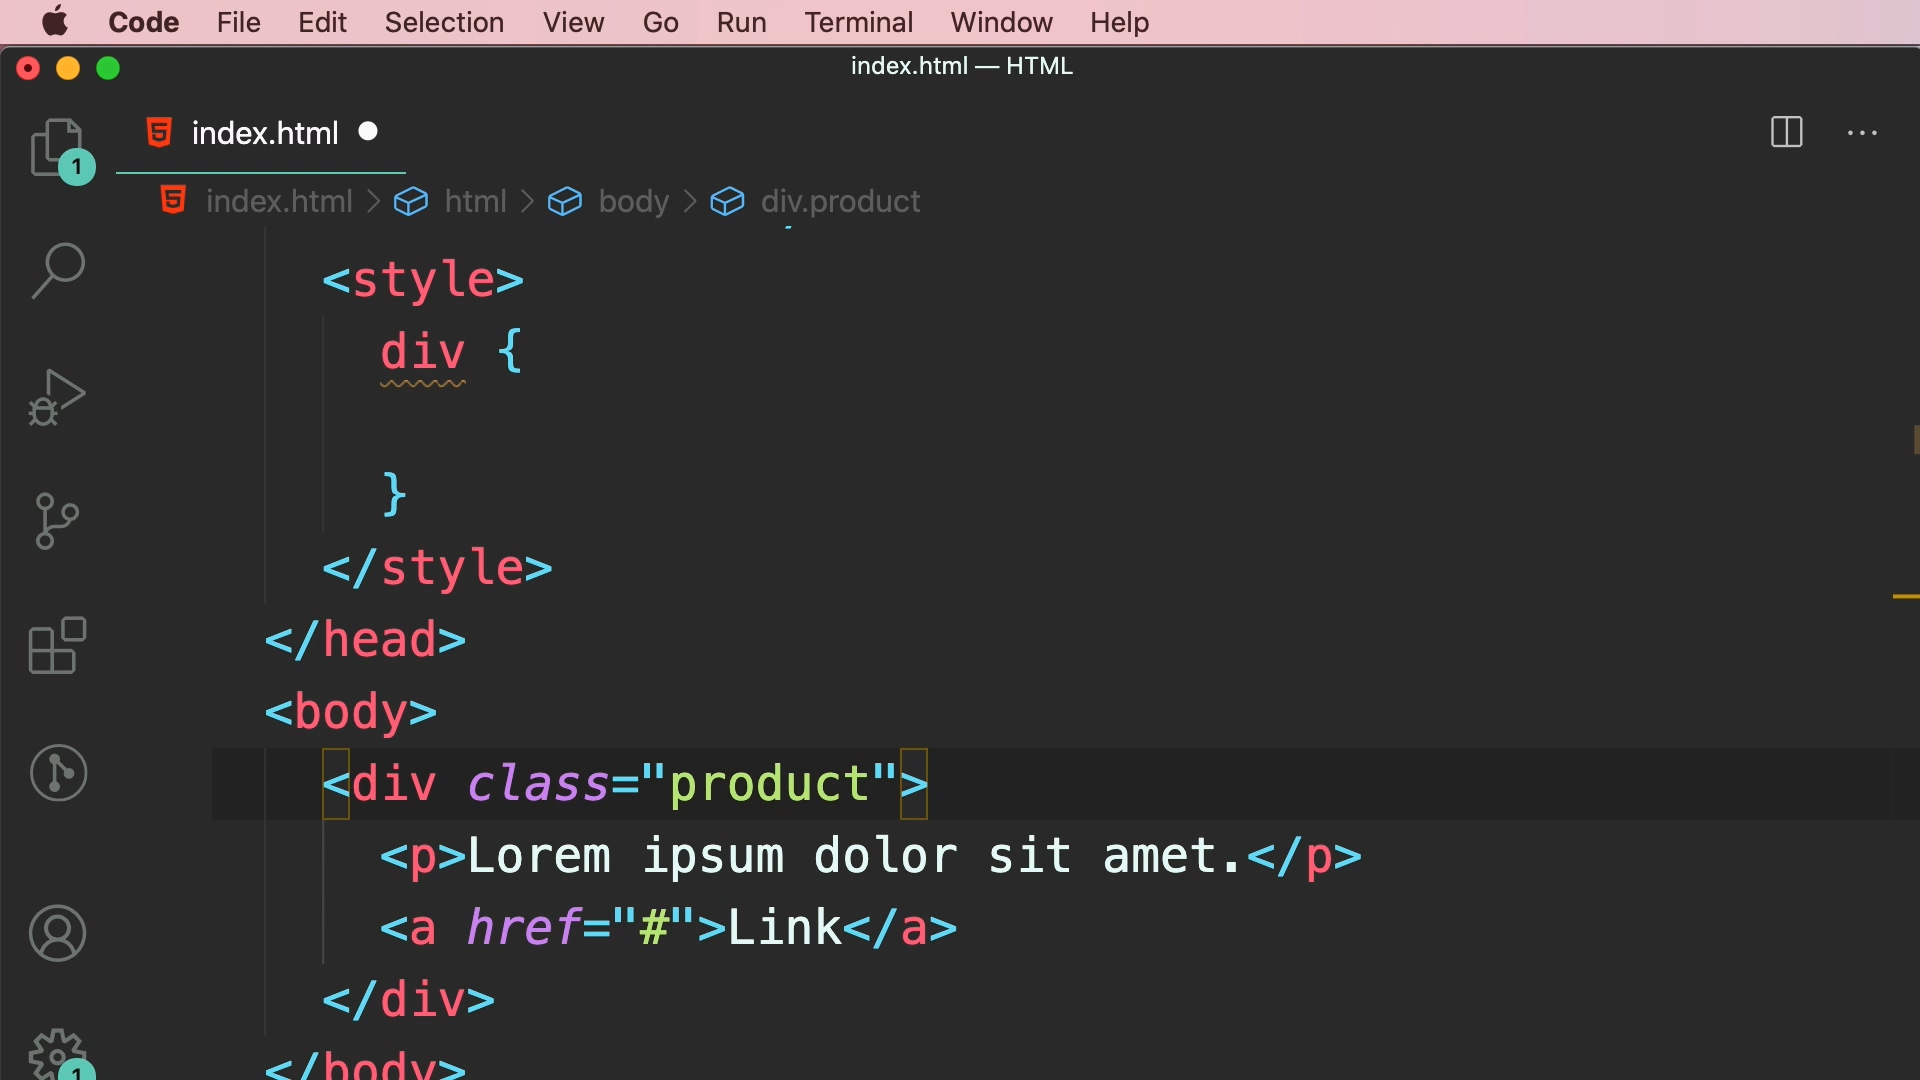 Code File Edit Selection View Go Run Terminal Window Help
index.html — HTML
index.html
1
index.html > html > body > div.product
<style>
div {
}
</style>
</head>
<body>
<div class="product">
<p>Lorem ipsum dolor sit amet.</p>
<a href="#">Link</a>
</div>
</body>
1